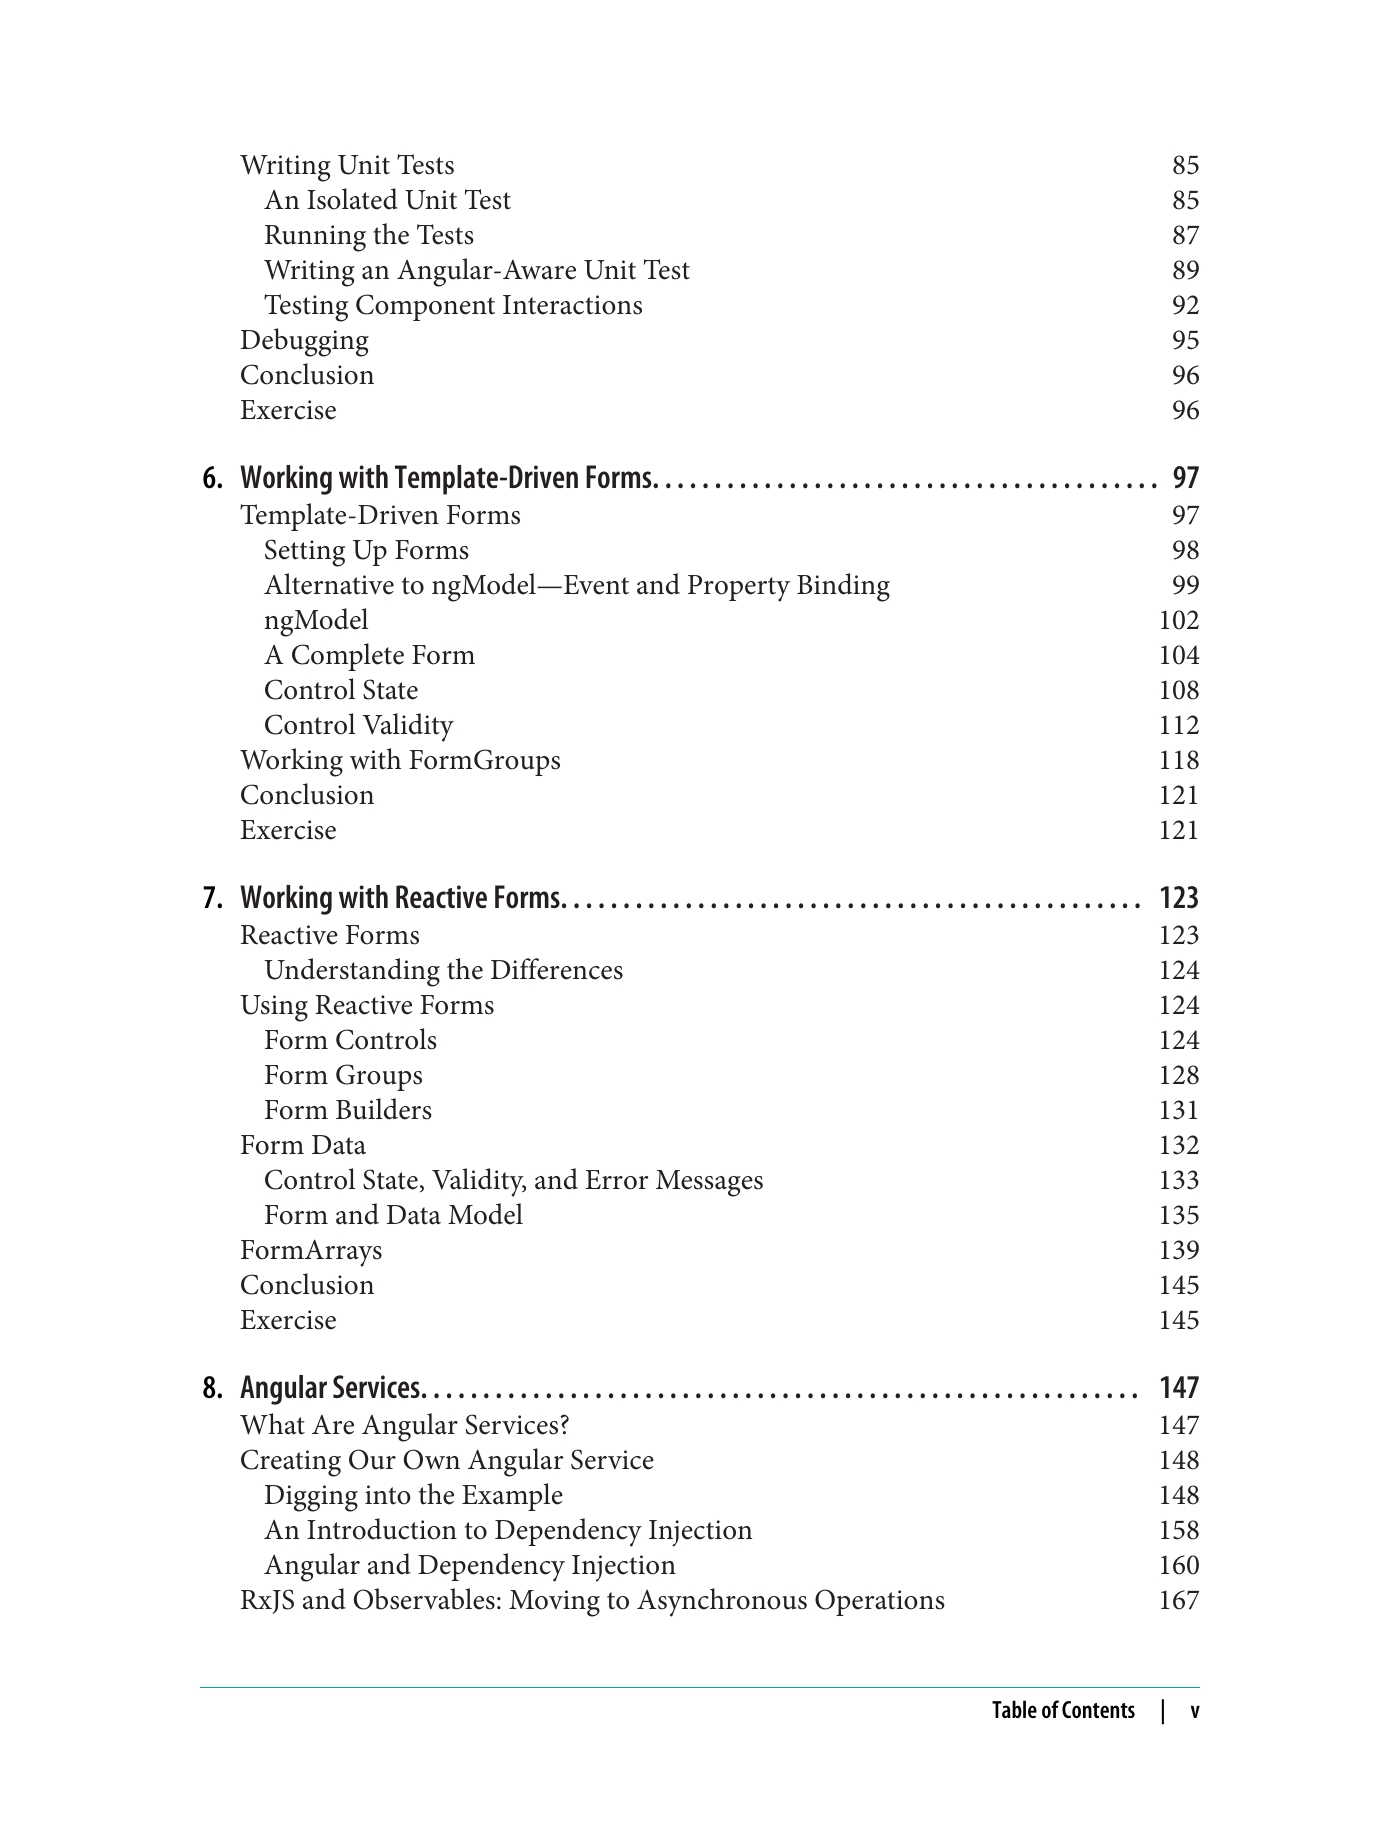 Writing Unit Tests 85
An Isolated Unit Test 85
Running the Tests 87
Writing an Angular-Aware Unit Test 89
Testing Component Interactions 92
Debugging 95
Conclusion 96
Exercise 96
6. Working with Template-Driven Forms. . . . . . . . . . . . . . . . . . . . . . . . . . . . . . . . . . . . . . . . . 97
Template-Driven Forms 97
Setting Up Forms 98
Alternative to ngModel—Event and Property Binding 99
ngModel 102
A Complete Form 104
Control State 108
Control Validity 112
Working with FormGroups 118
Conclusion 121
Exercise 121
7. Working with Reactive Forms. . . . . . . . . . . . . . . . . . . . . . . . . . . . . . . . . . . . . . . . . . . . . . . 123
Reactive Forms 123
Understanding the Differences 124
Using Reactive Forms 124
Form Controls 124
Form Groups 128
Form Builders 131
Form Data 132
Control State, Validity, and Error Messages 133
Form and Data Model 135
FormArrays 139
Conclusion 145
Exercise 145
8. Angular Services. . . . . . . . . . . . . . . . . . . . . . . . . . . . . . . . . . . . . . . . . . . . . . . . . . . . . . . . . . 147
What Are Angular Services? 147
Creating Our Own Angular Service 148
Digging into the Example 148
An Introduction to Dependency Injection 158
Angular and Dependency Injection 160
RxJS and Observables: Moving to Asynchronous Operations 167
Table of Contents | v